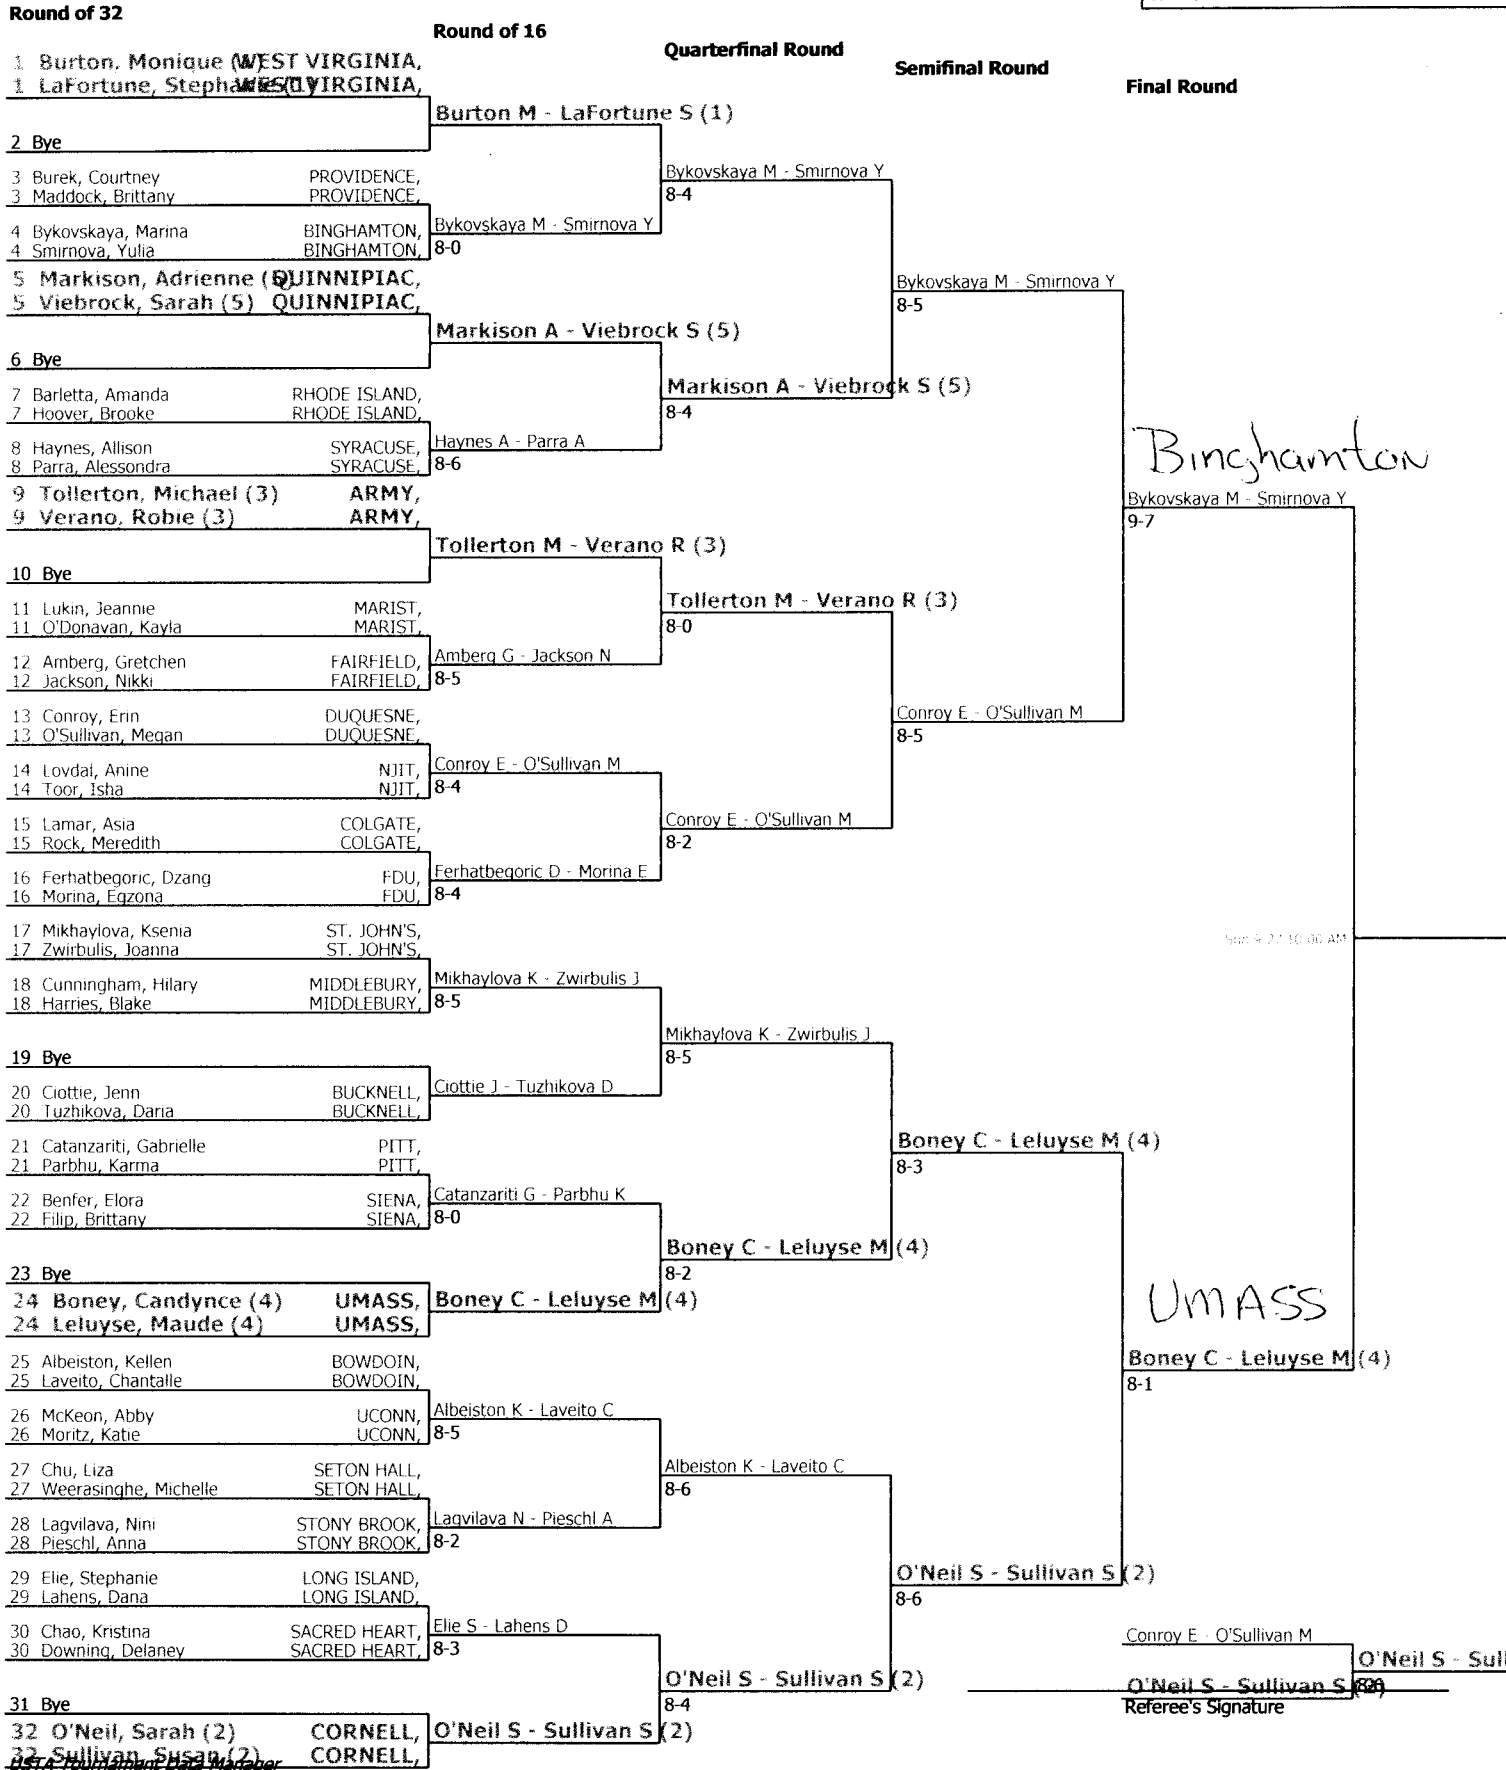 Round of 32
Round of 16
Quarterfinal Round
Semifinal Round
Final Round
1 Burton, Monique ( WEST VIRGINIA,
1 LaFortune, VIRGINIA,
2 Bye
3 Burek, Courtney PROVIDENCE,
3 Maddock, Brittany PROVIDENCE,
4 Bykovskaya, Marina BINGHAMTON,
4 Smirnova, Yulia BINGHAMTON,
5 Markison, Adrienne ( QUINNIPIAC,
5 Viebrock, Sarah (5) QUINNIPIAC,
6 Bye
7 Barletta, Amanda RHODE ISLAND,
7 Hoover, Brooke RHODE ISLAND,
8 Haynes, Allison SYRACUSE,
8 Parra, Alessondra SYRACUSE,
9 Tollerton, Michael (3) ARMY,
9 Verano, Robie (3) ARMY,
10 Bye
11 Lukin, Jeannie MARIST,
11 O'Donavan, Kayla MARIST,
12 Amberg, Gretchen FAIRFIELD,
12 Jackson, Nikki FAIRFIELD,
13 Conroy, Erin DUQUESNE,
13 O'Sullivan, Megan DUQUESNE,
14 Lovdal, Anine NJIT,
14 Toor, Isha NJIT,
15 Lamar, Asia COLGATE,
15 Rock, Meredith COLGATE,
16 Ferhatbegoric, Dzang FDU,
16 Morina, Egzona FDU,
17 Mikhaylova, Ksenia ST. JOHN'S,
17 Zwirbulis, Joanna ST. JOHN'S,
18 Cunningham, Hilary MIDDLEBURY,
18 Harries, Blake MIDDLEBURY,
19 Bye
20 Ciottie, Jenn BUCKNELL,
20 Tuzhikova, Daria BUCKNELL,
21 Catanzariti, Gabrielle PITT,
21 Parbhu, Karma PITT,
22 Benfer, Elora SIENA,
22 Filip, Brittany SIENA,
23 Bye
24 Boney, Candynce (4) UMASS,
24 Leluyse, Maude (4) UMASS,
25 Albeiston, Kellen BOWDOIN,
25 Laveito, Chantalle BOWDOIN,
26 McKeon, Abby UCONN,
26 Moritz, Katie UCONN,
27 Chu, Liza SETON HALL,
27 Weerasinghe, Michelle SETON HALL,
28 Lagvilava, Nini STONY BROOK,
28 Pieschl, Anna STONY BROOK,
29 Elie, Stephanie LONG ISLAND,
29 Lahens, Dana LONG ISLAND,
30 Chao, Kristina SACRED HEART,
30 Downing, Delaney SACRED HEART,
31 Bye
32 O'Neil, Sarah (2) CORNELL,
32 Sullivan, Susan (2) CORNELL,
USTA Tournament Data Manager
Burton M - LaFortune S (1)
Bykovskaya M - Smirnova Y
8-0
Markison A - Viebrock S (5)
Haynes A - Parra A
8-6
Tollerton M - Verano R (3)
Amberg G - Jackson N
8-5
Conroy E - O'Sullivan M
8-4
Ferhatbegoric D - Morina E
8-4
Mikhaylova K - Zwirbulis J
8-5
Ciottie J - Tuzhikova D
Catanzariti G - Parbhu K
8-0
Boney C - Leluyse M (4)
Albeiston K - Laveito C
8-5
Lagvilava N - Pieschl A
8-2
Elie S - Lahens D
8-3
O'Neil S - Sullivan S (2)
Bykovskaya M - Smirnova Y
8-4
Markison A - Viebrock S (5)
8-4
Tollerton M - Verano R (3)
8-0
Conroy E - O'Sullivan M
8-2
Mikhaylova K - Zwirbulis J
8-5
Boney C - Leluyse M (4)
8-2
Albeiston K - Laveito C
8-6
O'Neil S - Sullivan S (2)
8-4
Bykovskaya M - Smirnova Y
8-5
Conroy E - O'Sullivan M
8-5
Boney C - Leluyse M (4)
8-3
O'Neil S - Sullivan S (2)
8-6
Binghamton
Bykovskaya M - Smirnova Y
9-7
Sun 9/27 10:00 AM
UMASS
Boney C - Leluyse M (4)
8-1
Conroy E - O'Sullivan M
O'Neil S - Sull
O'Neil S - Sullivan S
Referee's Signature